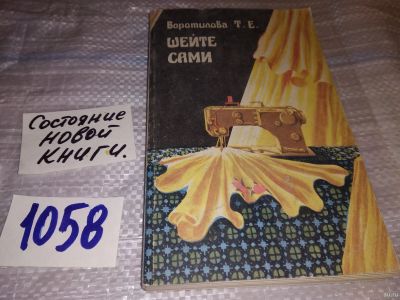 Воротилова Т. Е.
ШЕЙТЕ
САМИ
Состояние
НОВОЙ
КНИГИ.
1058